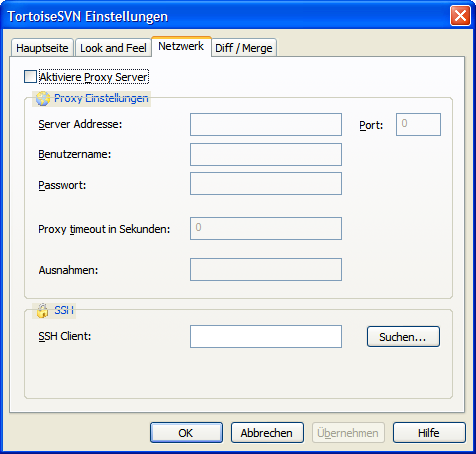 TortoiseSVN Einstellungen
Hauptseite Look and Feel Netzwerk Diff / Merge
Aktiviere Proxy Server
Proxy Einstellungen
Server Addresse: Port: 0
Benutzername:
Passwort:
Proxy timeout in Sekunden: 0
Ausnahmen:
SSH
SSH Client: Suchen...
OK Abbrechen Übernehmen Hilfe